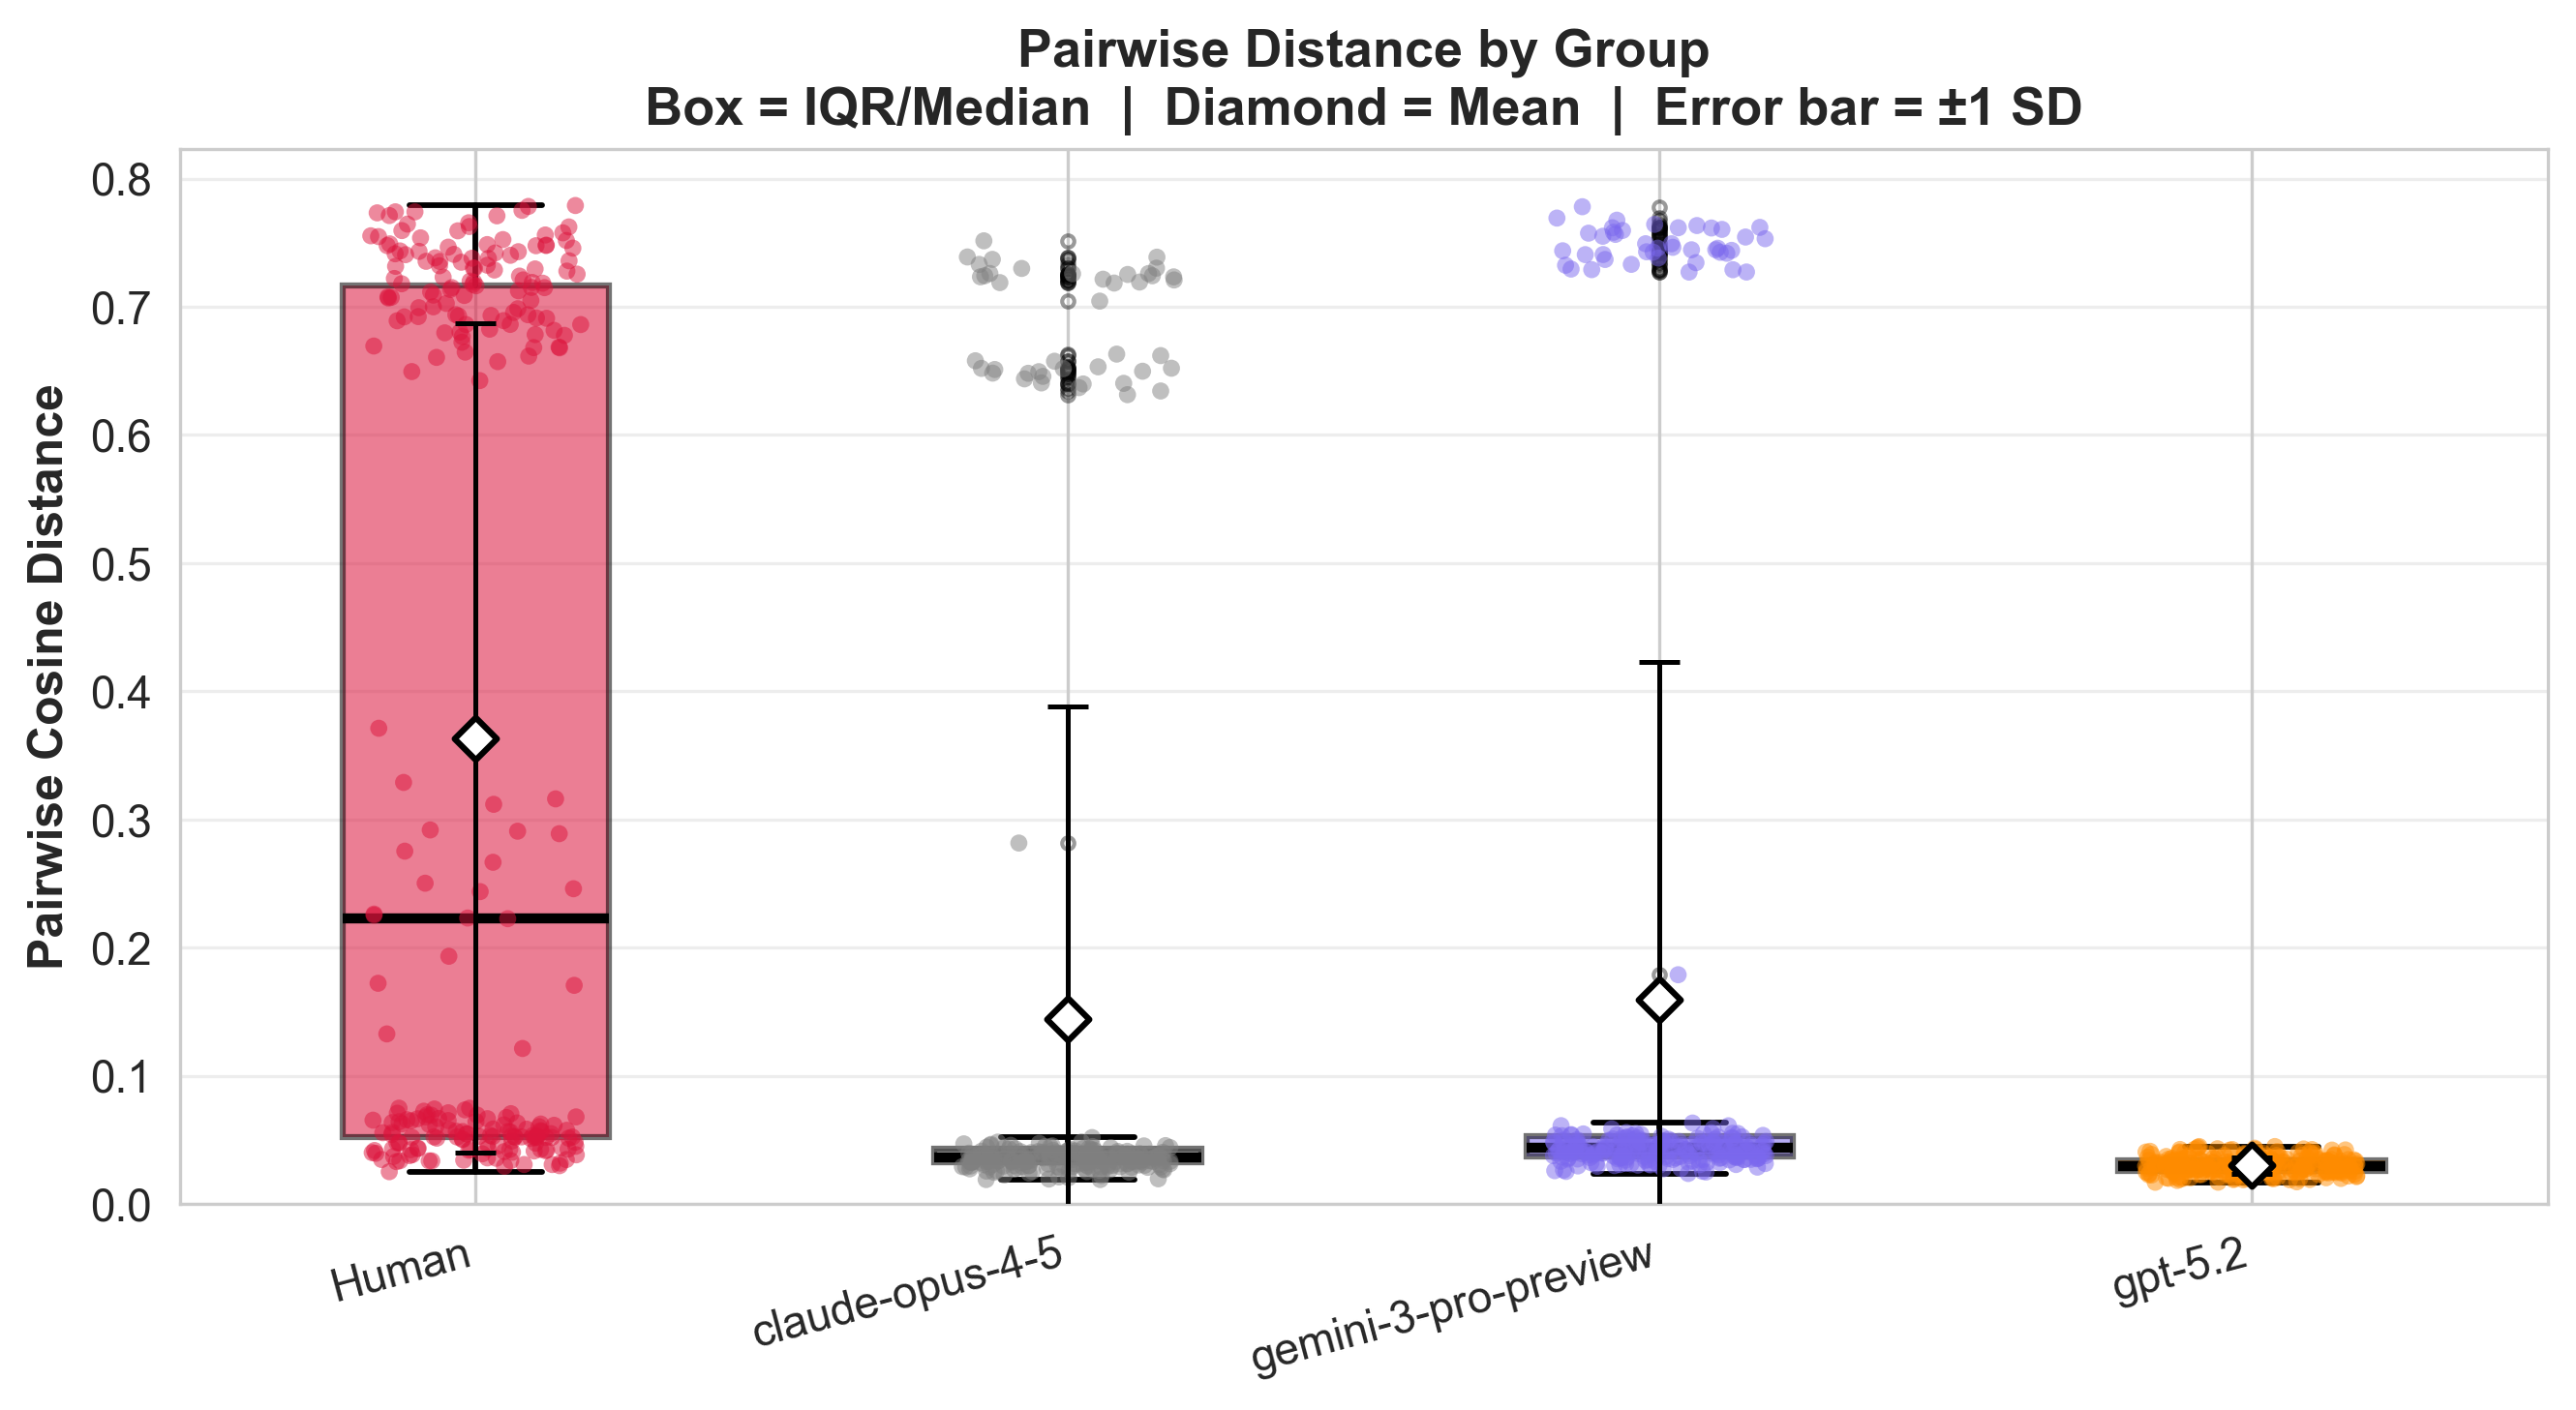 Pairwise Distance by Group
Box = IQR/Median | Diamond = Mean | Error bar = ±1 SD
Pairwise Cosine Distance
0.8
0.7
0.6
0.5
0.4
0.3
0.2
0.1
0.0
Human
claude-opus-4-5
gemini-3-pro-preview
gpt-5.2